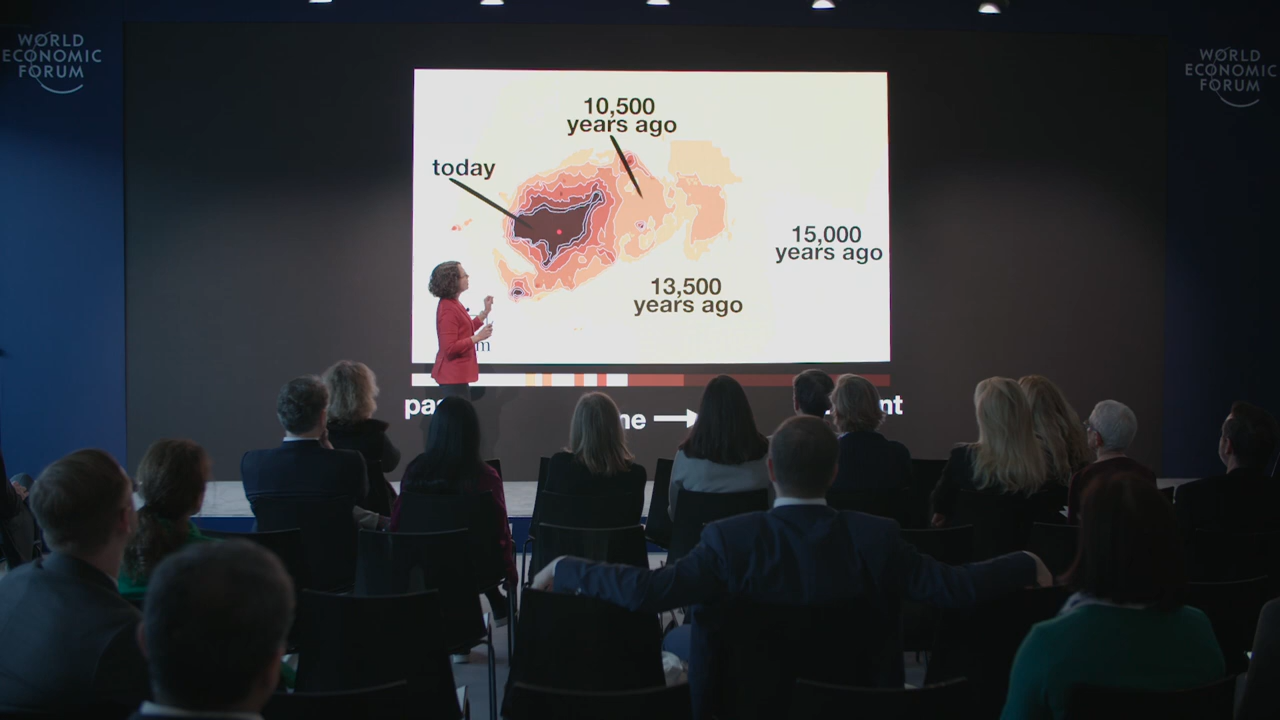 WORLD
ECONOMIC
FORUM
WORLD
ECONOMIC
FORUM
10,500
years ago
today
15,000
years ago
13,500
years ago